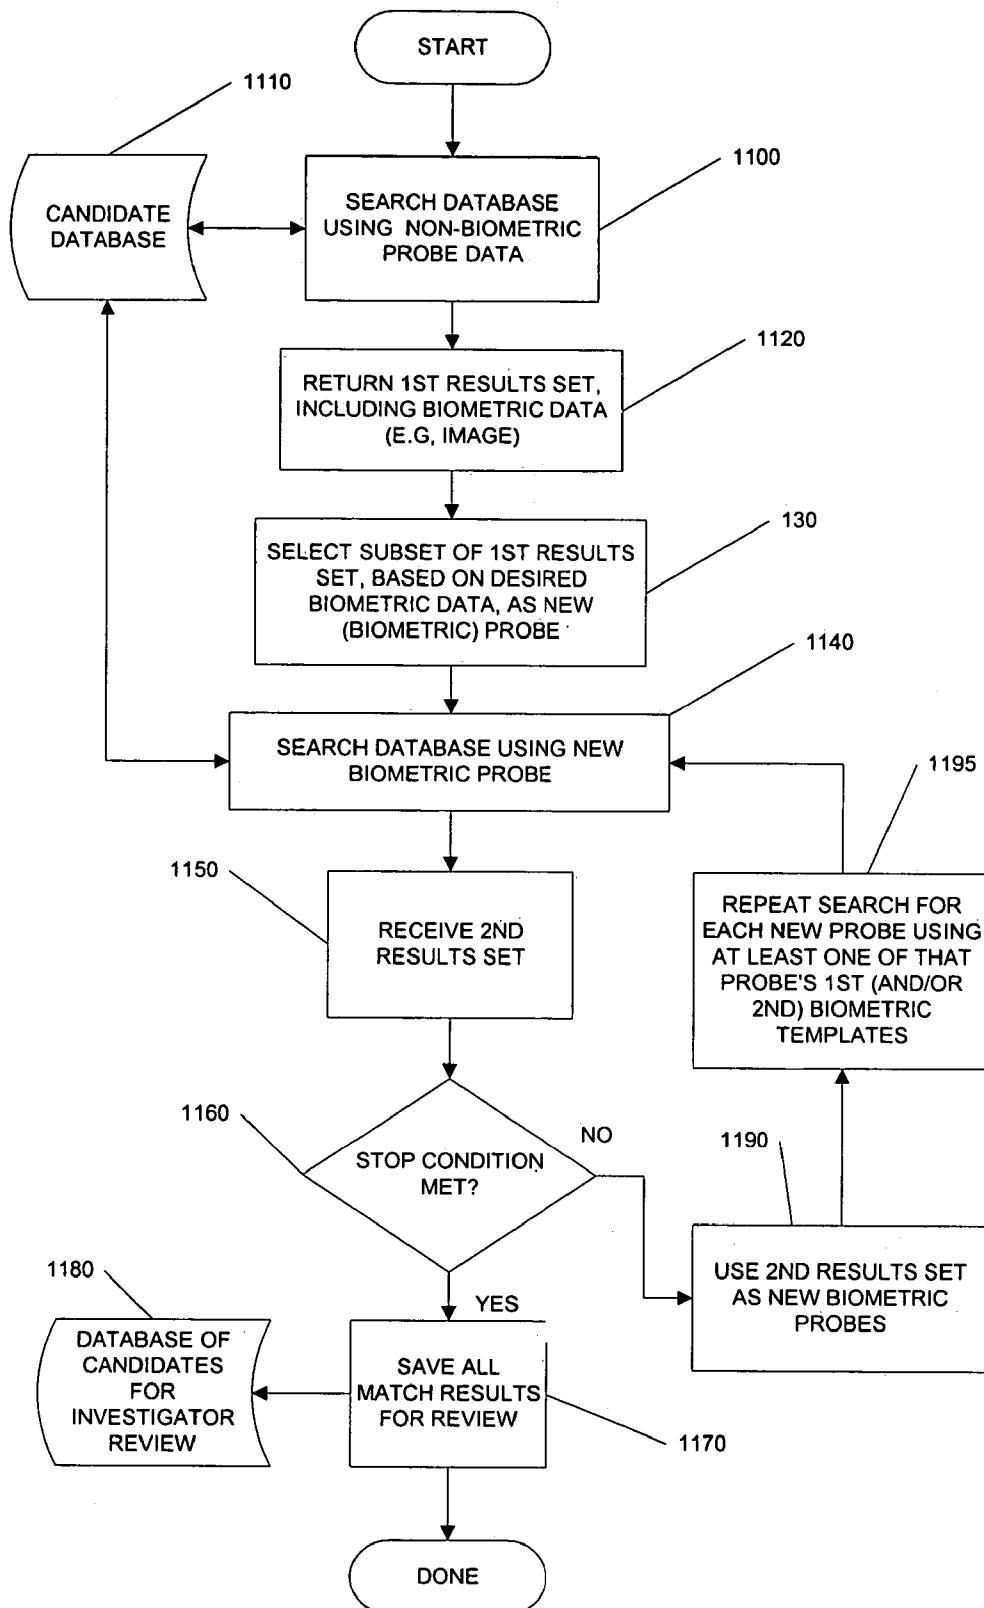 START
1110
1100
CANDIDATE
DATABASE
SEARCH DATABASE
USING NON-BIOMETRIC
PROBE DATA
1120
RETURN 1ST RESULTS SET,
INCLUDING BIOMETRIC DATA
(E.G, IMAGE)
130
SELECT SUBSET OF 1ST RESULTS
SET, BASED ON DESIRED
BIOMETRIC DATA, AS NEW
(BIOMETRIC) PROBE
1140
SEARCH DATABASE USING NEW
BIOMETRIC PROBE
1195
1150
RECEIVE 2ND
RESULTS SET
REPEAT SEARCH FOR
EACH NEW PROBE USING
AT LEAST ONE OF THAT
PROBE'S 1ST (AND/OR
2ND) BIOMETRIC
TEMPLATES
1160
NO
STOP CONDITION
MET?
1190
USE 2ND RESULTS SET
AS NEW BIOMETRIC
PROBES
1180
YES
DATABASE OF
CANDIDATES
FOR
INVESTIGATOR
REVIEW
SAVE ALL
MATCH RESULTS
FOR REVIEW
1170
DONE